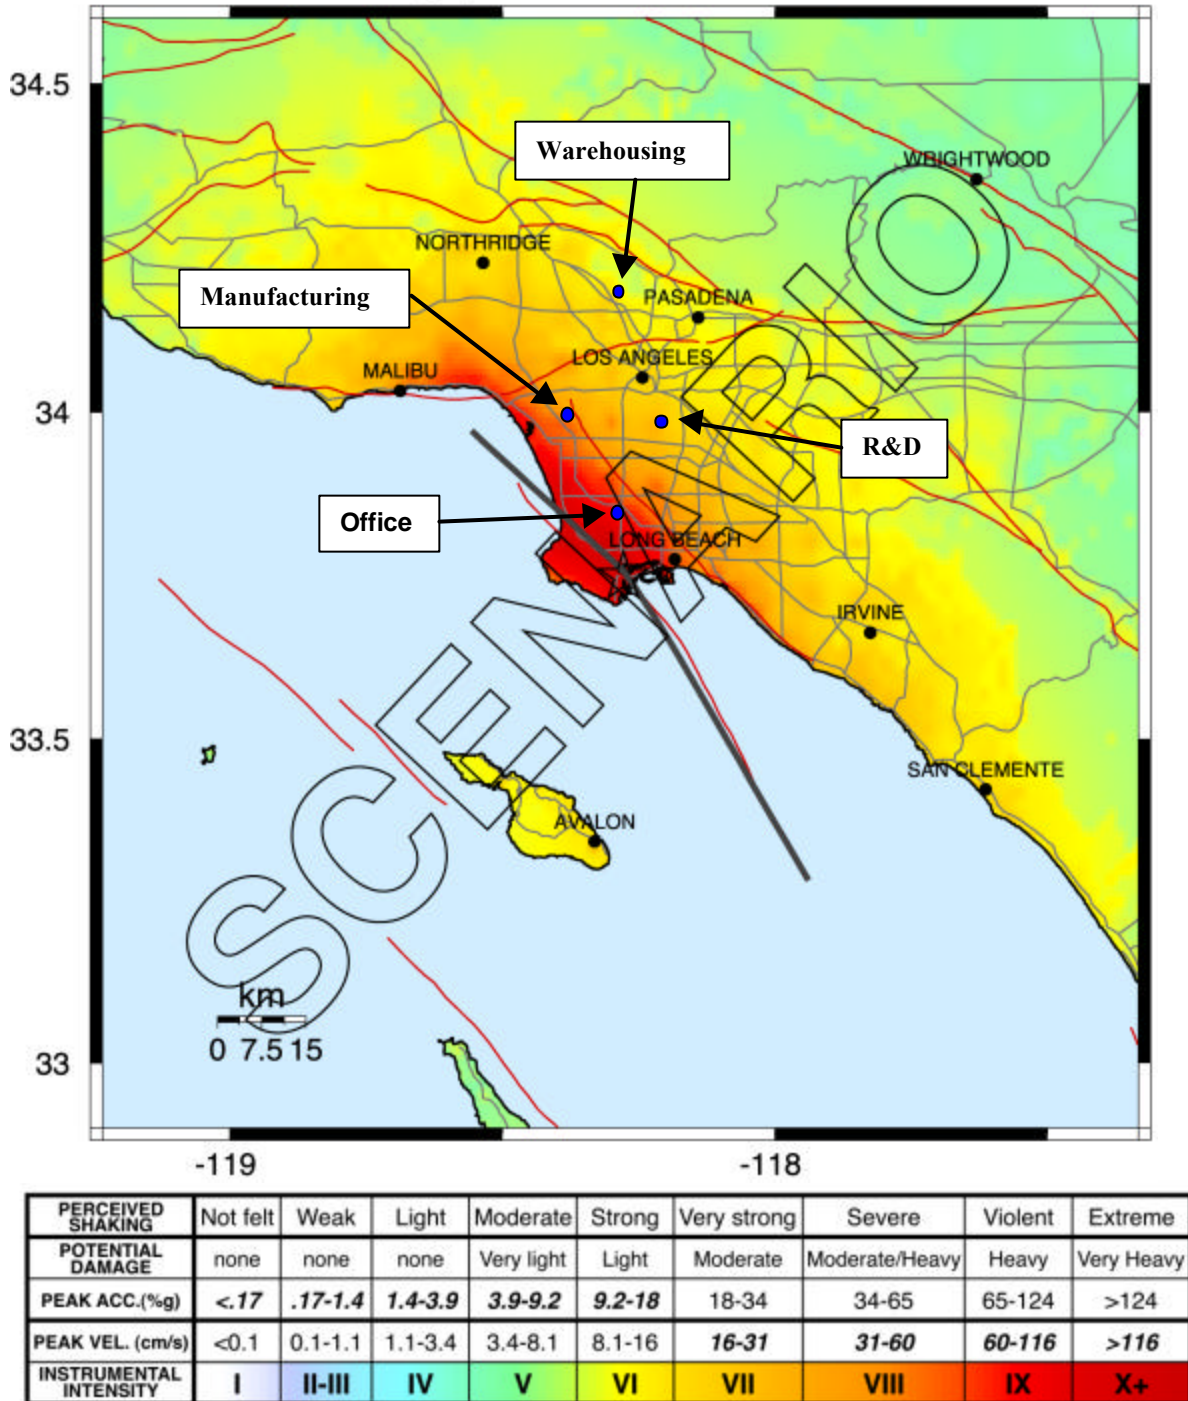 34.5
Warehousing
WRIGHTWOOD
NORTHRIDGE
Manufacturing
PASADENA
LOS ANGELES
MALIBU
34
R&D
Office
LONG BEACH
IRVINE
33.5
SAN CLEMENTE
AVALON
SCENARIO
km
0 7.5 15
33
-119 -118
PERCEIVED SHAKING Not felt Weak Light Moderate Strong Very strong Severe Violent Extreme
POTENTIAL DAMAGE none none none Very light Light Moderate Moderate/Heavy Heavy Very Heavy
PEAK ACC.(%g) <.17 .17-1.4 1.4-3.9 3.9-9.2 9.2-18 18-34 34-65 65-124 >124
PEAK VEL. (cm/s) <0.1 0.1-1.1 1.1-3.4 3.4-8.1 8.1-16 16-31 31-60 60-116 >116
INSTRUMENTAL INTENSITY I II-III IV V VI VII VIII IX X+